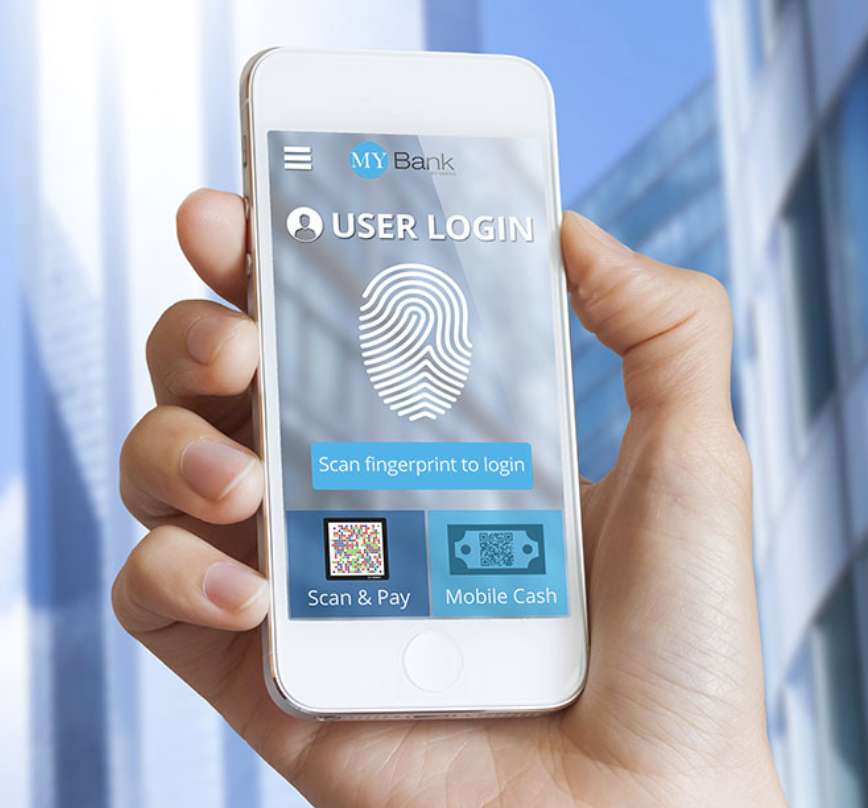 MY Bank
USER LOGIN
Scan fingerprint to login
Scan & Pay
Mobile Cash